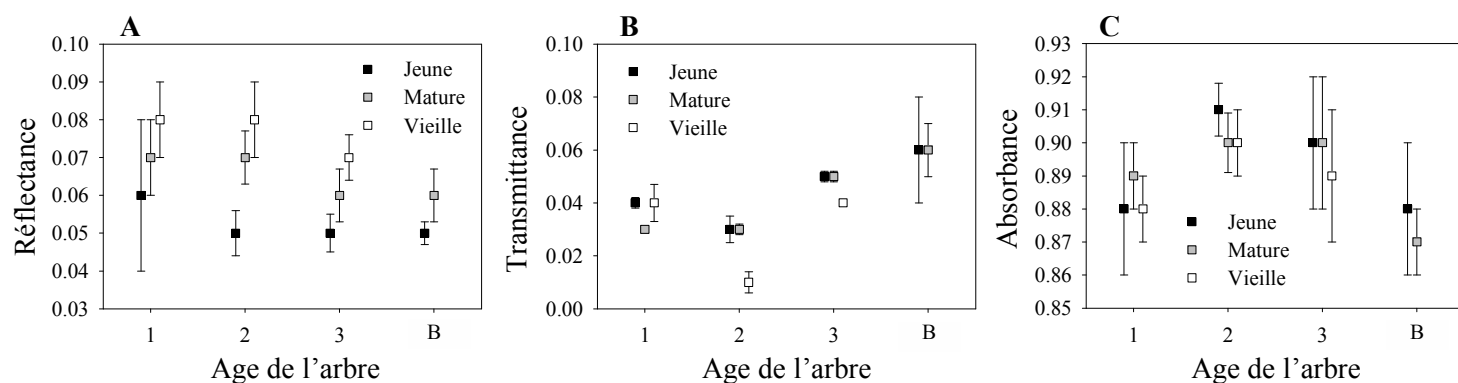 A
Réflectance
0.10
0.09
0.08
0.07
0.06
0.05
0.04
0.03
Jeune
Mature
Vieille
1 2 3 B
Age de l’arbre
B
Transmittance
0.10
0.08
0.06
0.04
0.02
0.00
Jeune
Mature
Vieille
1 2 3 B
Age de l’arbre
C
Absorbance
0.93
0.92
0.91
0.90
0.89
0.88
0.87
0.86
0.85
Jeune
Mature
Vieille
1 2 3 B
Age de l’arbre